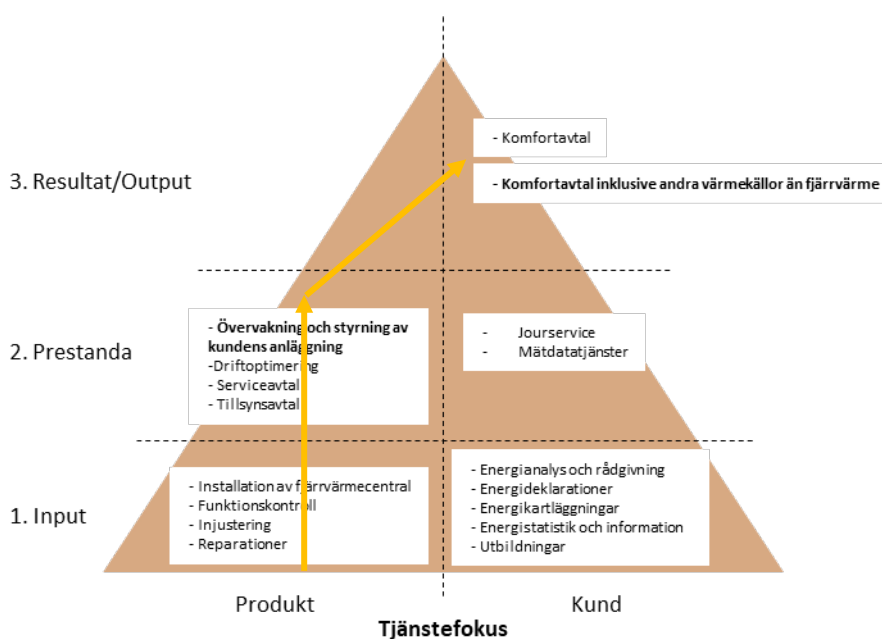 - Komfortavtal
3. Resultat/Output
- Komfortavtal inklusive andra värmekällor än fjärrvärme
- Övervakning och styrning av
kundens anläggning
-Driftoptimering
- Serviceavtal
- Tillsynsavtal
2. Prestanda
- Jourservice
- Mätdatatjänster
1. Input
- Installation av fjärrvärmecentral
- Funktionskontroll
- Injustering
- Reparationer
- Energianalys och rådgivning
- Energideklarationer
- Energikartläggningar
- Energistatistik och information
- Utbildningar
Produkt
Kund
Tjänstefokus